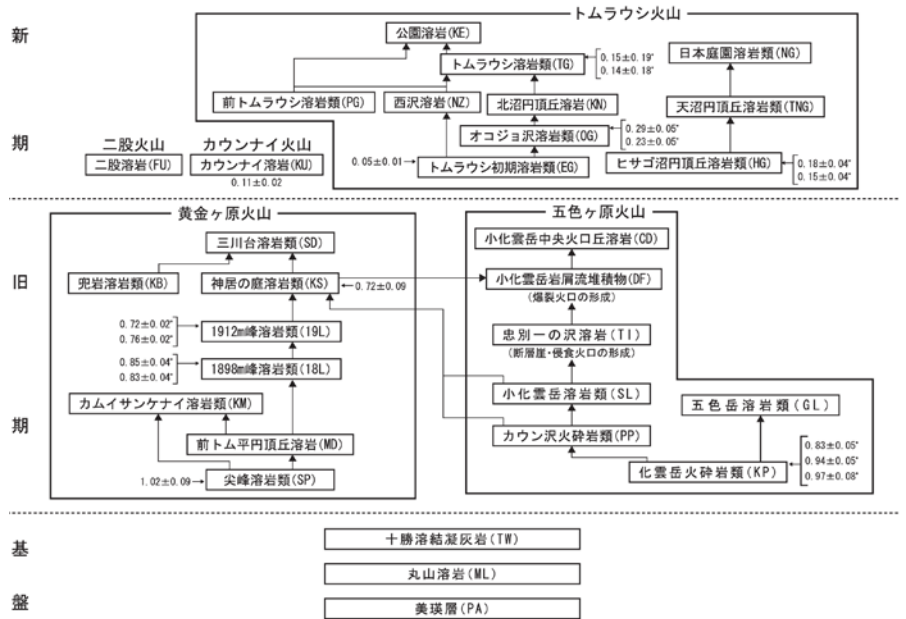 新
期
トムラウシ火山
公園溶岩(KE)
トムラウシ溶岩類(TG)
0.15±0.19*
0.14±0.18*
日本庭園溶岩類(NG)
前トムラウシ溶岩類(PG)
西沢溶岩(NZ)
北沼円頂丘溶岩(KN)
天沼円頂丘溶岩類(TNG)
オコジョ沢溶岩類(OG)
0.29±0.05*
0.23±0.05*
二股火山
二股溶岩(FU)
カウンナイ火山
カウンナイ溶岩(KU)
0.11±0.02
0.05±0.01
トムラウシ初期溶岩類(EG)
ヒサゴ沼円頂丘溶岩類(HG)
0.18±0.04*
0.15±0.04*
旧
期
黄金ヶ原火山
三川台溶岩類(SD)
兜岩溶岩類(KB)
神居の庭溶岩類(KS)
0.72±0.09
0.72±0.02*
0.76±0.02*
1912m峰溶岩類(19L)
0.85±0.04*
0.83±0.04*
1898m峰溶岩類(18L)
カムイサンケナイ溶岩類(KM)
前トム平円頂丘溶岩(MD)
1.02±0.09
尖峰溶岩類(SP)
五色ヶ原火山
小化雲岳中央火口丘溶岩(CD)
小化雲岳岩屑流堆積物(DF)
(爆裂火口の形成)
忠別一の沢溶岩(TI)
(断層崖・侵食火口の形成)
小化雲岳溶岩類(SL)
五色岳溶岩類(GL)
カウン沢火砕岩類(PP)
化雲岳火砕岩類(KP)
0.83±0.05*
0.94±0.05*
0.97±0.08*
基
盤
十勝溶結凝灰岩(TW)
丸山溶岩(ML)
美瑛層(PA)